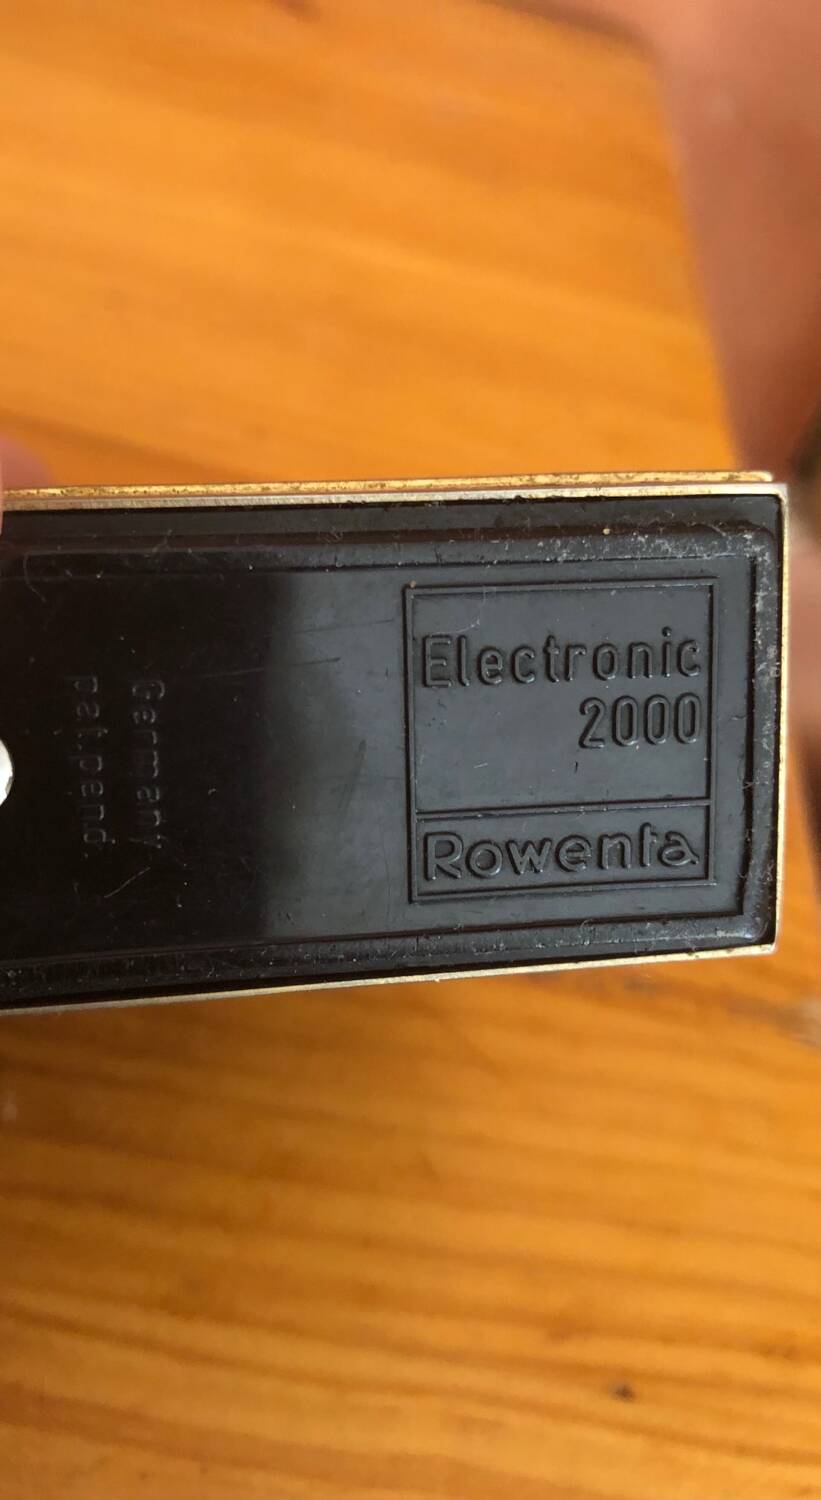 Electronic
2000
Rowenta
Germany
pat.pend.